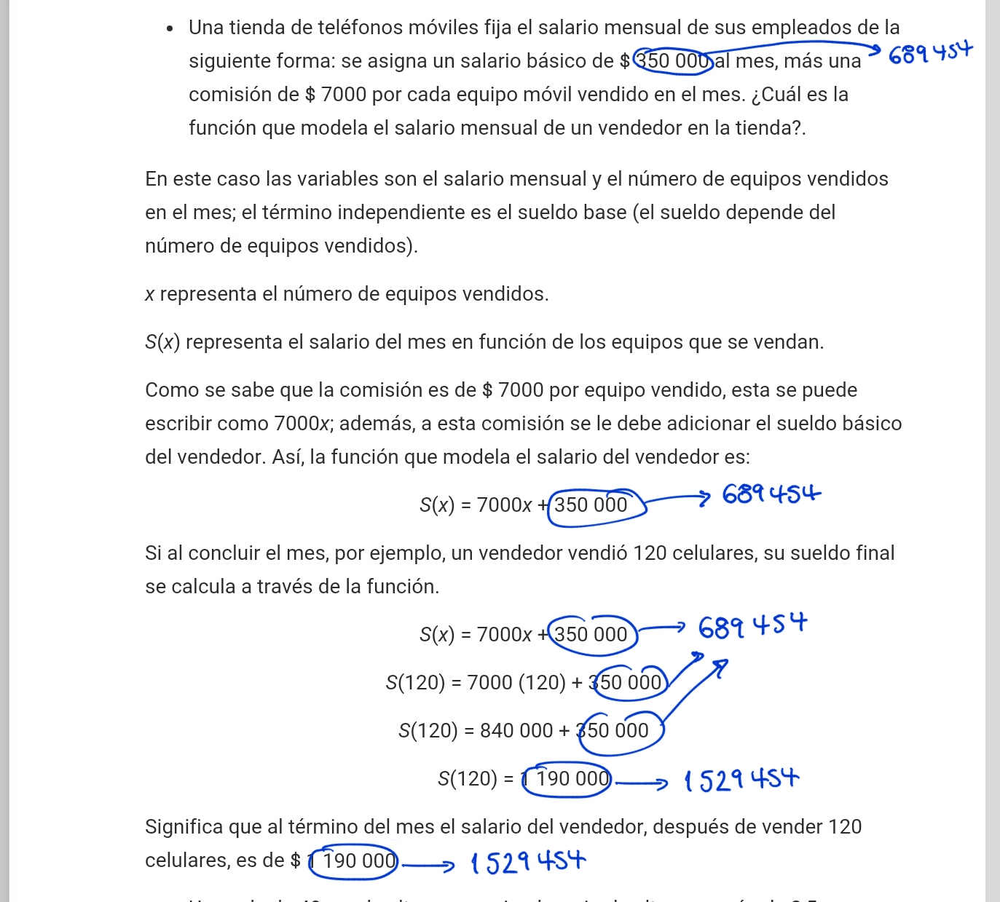 • Una tienda de teléfonos móviles fija el salario mensual de sus empleados de la
siguiente forma: se asigna un salario básico de $ 350 000 al mes, más una 689 454
comisión de $ 7000 por cada equipo móvil vendido en el mes. ¿Cuál es la
función que modela el salario mensual de un vendedor en la tienda?.
En este caso las variables son el salario mensual y el número de equipos vendidos
en el mes; el término independiente es el sueldo base (el sueldo depende del
número de equipos vendidos).
x representa el número de equipos vendidos.
S(x) representa el salario del mes en función de los equipos que se vendan.
Como se sabe que la comisión es de $ 7000 por equipo vendido, esta se puede
escribir como 7000x; además, a esta comisión se le debe adicionar el sueldo básico
del vendedor. Así, la función que modela el salario del vendedor es:
S(x) = 7000x + 350 000 689 454
Si al concluir el mes, por ejemplo, un vendedor vendió 120 celulares, su sueldo final
se calcula a través de la función.
S(x) = 7000x + 350 000 689 454
S(120) = 7000 (120) + 350 000
S(120) = 840 000 + 350 000
S(120) = 1 190 000 1 529 454
Significa que al término del mes el salario del vendedor, después de vender 120
celulares, es de $ 1 190 000 1 529 454